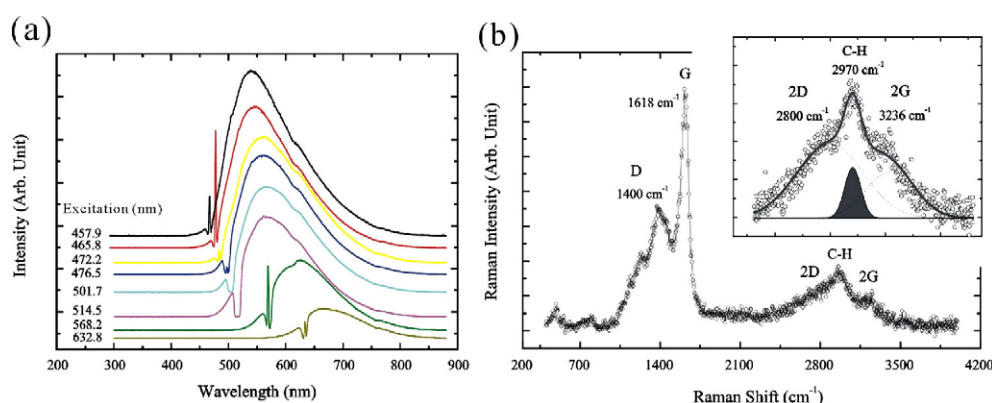 (a)
Intensity (Arb. Unit)
Excitation (nm)
457.9
465.8
472.2
476.5
501.7
514.5
568.2
632.8
200 300 400 500 600 700 800 900
Wavelength (nm)
(b)
Raman Intensity (Arb. Unit)
G
1618 cm-1
D
1400 cm-1
C-H
2970 cm-1
2D
2800 cm-1
2G
3236 cm-1
C-H
2D
2G
200 700 1400 2100 2800 3500 4200
Raman Shift (cm-1)